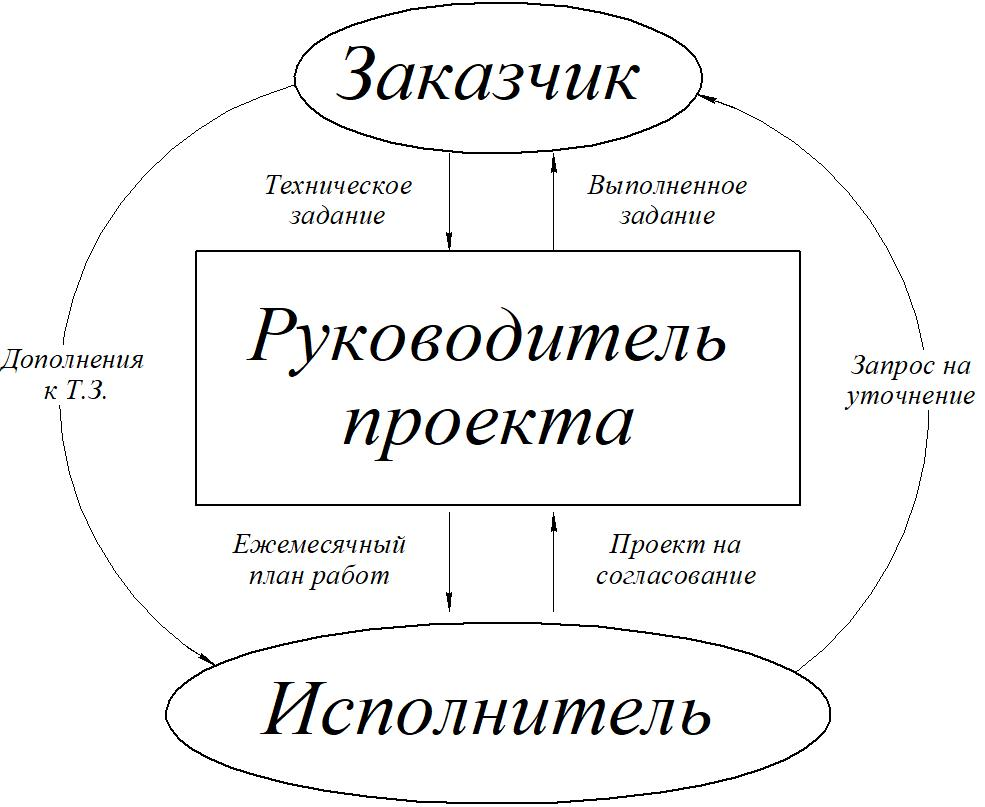 Заказчик
Техническое
задание
Выполненное
задание
Руководитель
проекта
Дополнения
к Т.З.
Запрос на
уточнение
Ежемесячный
план работ
Проект на
согласование
Исполнитель